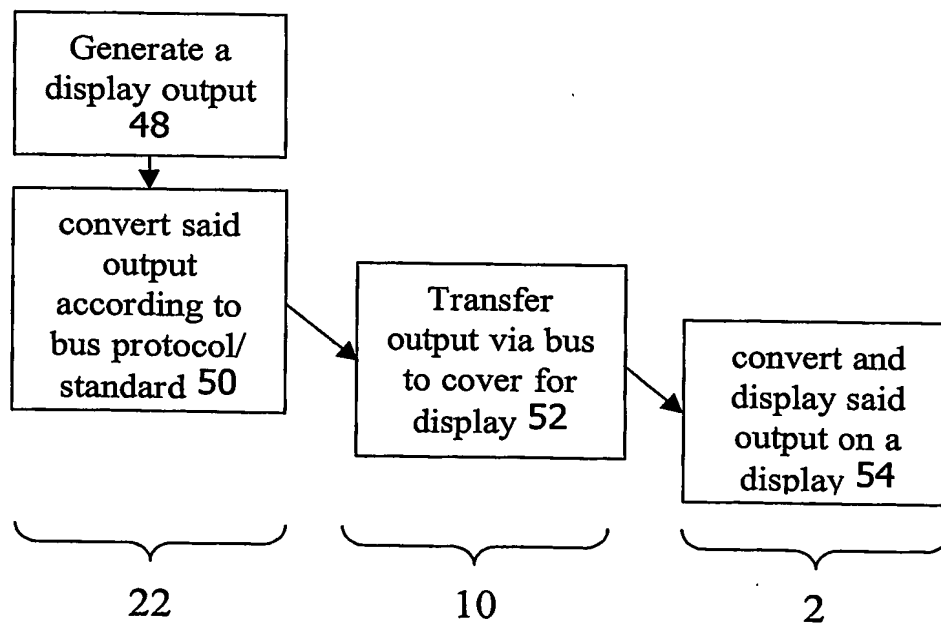 Generate a
display output
48
convert said
output
according to
bus protocol/
standard 50
Transfer
output via bus
to cover for
display 52
convert and
display said
output on a
display 54
22
10
2